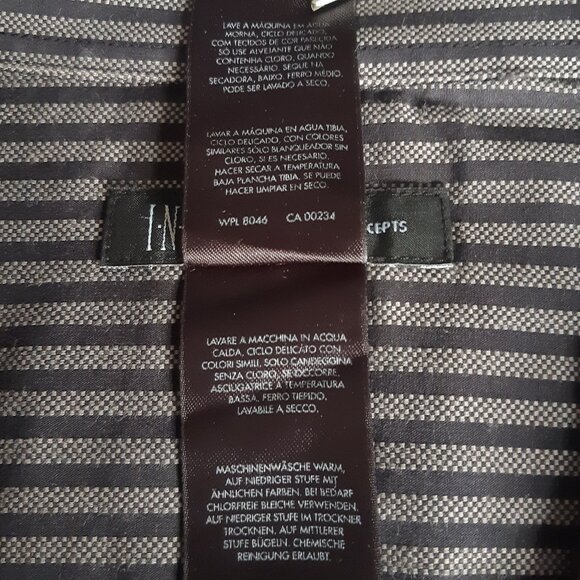 LAVE A MÁQUINA EM ÁGUA
MORNA, CICLO DELICADO,
COM TECIDOS DE COR PARECIDA
SÓ USE ALVEJANTE QUE NÃO
CONTENHA CLORO, QUANDO
NECESSÁRIO. SEQUE NA
SECADORA, BAIXO. FERRO MÉDIO.
PODE SER LAVADO A SECO.
LAVAR A MÁQUINA EN AGUA TIBIA,
CICLO DELICADO, CON COLORES
SIMILARES SÓLO BLANQUEADOR SIN
CLORO, SI ES NECESARIO.
HACER SECAR A TEMPERATURA
BAJA PLANCHA TIBIA. SE PUEDE
HACER LIMPIAR EN SECO.
WPL 8046 CA 00234
I·N CEPTS
LAVARE A MACCHINA IN ACQUA
CALDA, CICLO DELICATO CON
COLORI SIMILI, SOLO CANDEGGINA
SENZA CLORO, SE OCCORRE.
ASCIUGATRICE A TEMPERATURA
BASSA, FERRO TIEPIDO,
LAVABILE A SECCO.
MASCHINENWÄSCHE WARM,
AUF NIEDRIGER STUFE MIT
ÄHNLICHEN FARBEN. BEI BEDARF
CHLORFREIE BLEICHE VERWENDEN.
AUF NIEDRIGER STUFE IM TROCKNER
TROCKNEN, AUF MITTLERER
STUFE BÜGELN. CHEMISCHE
REINIGUNG ERLAUBT.